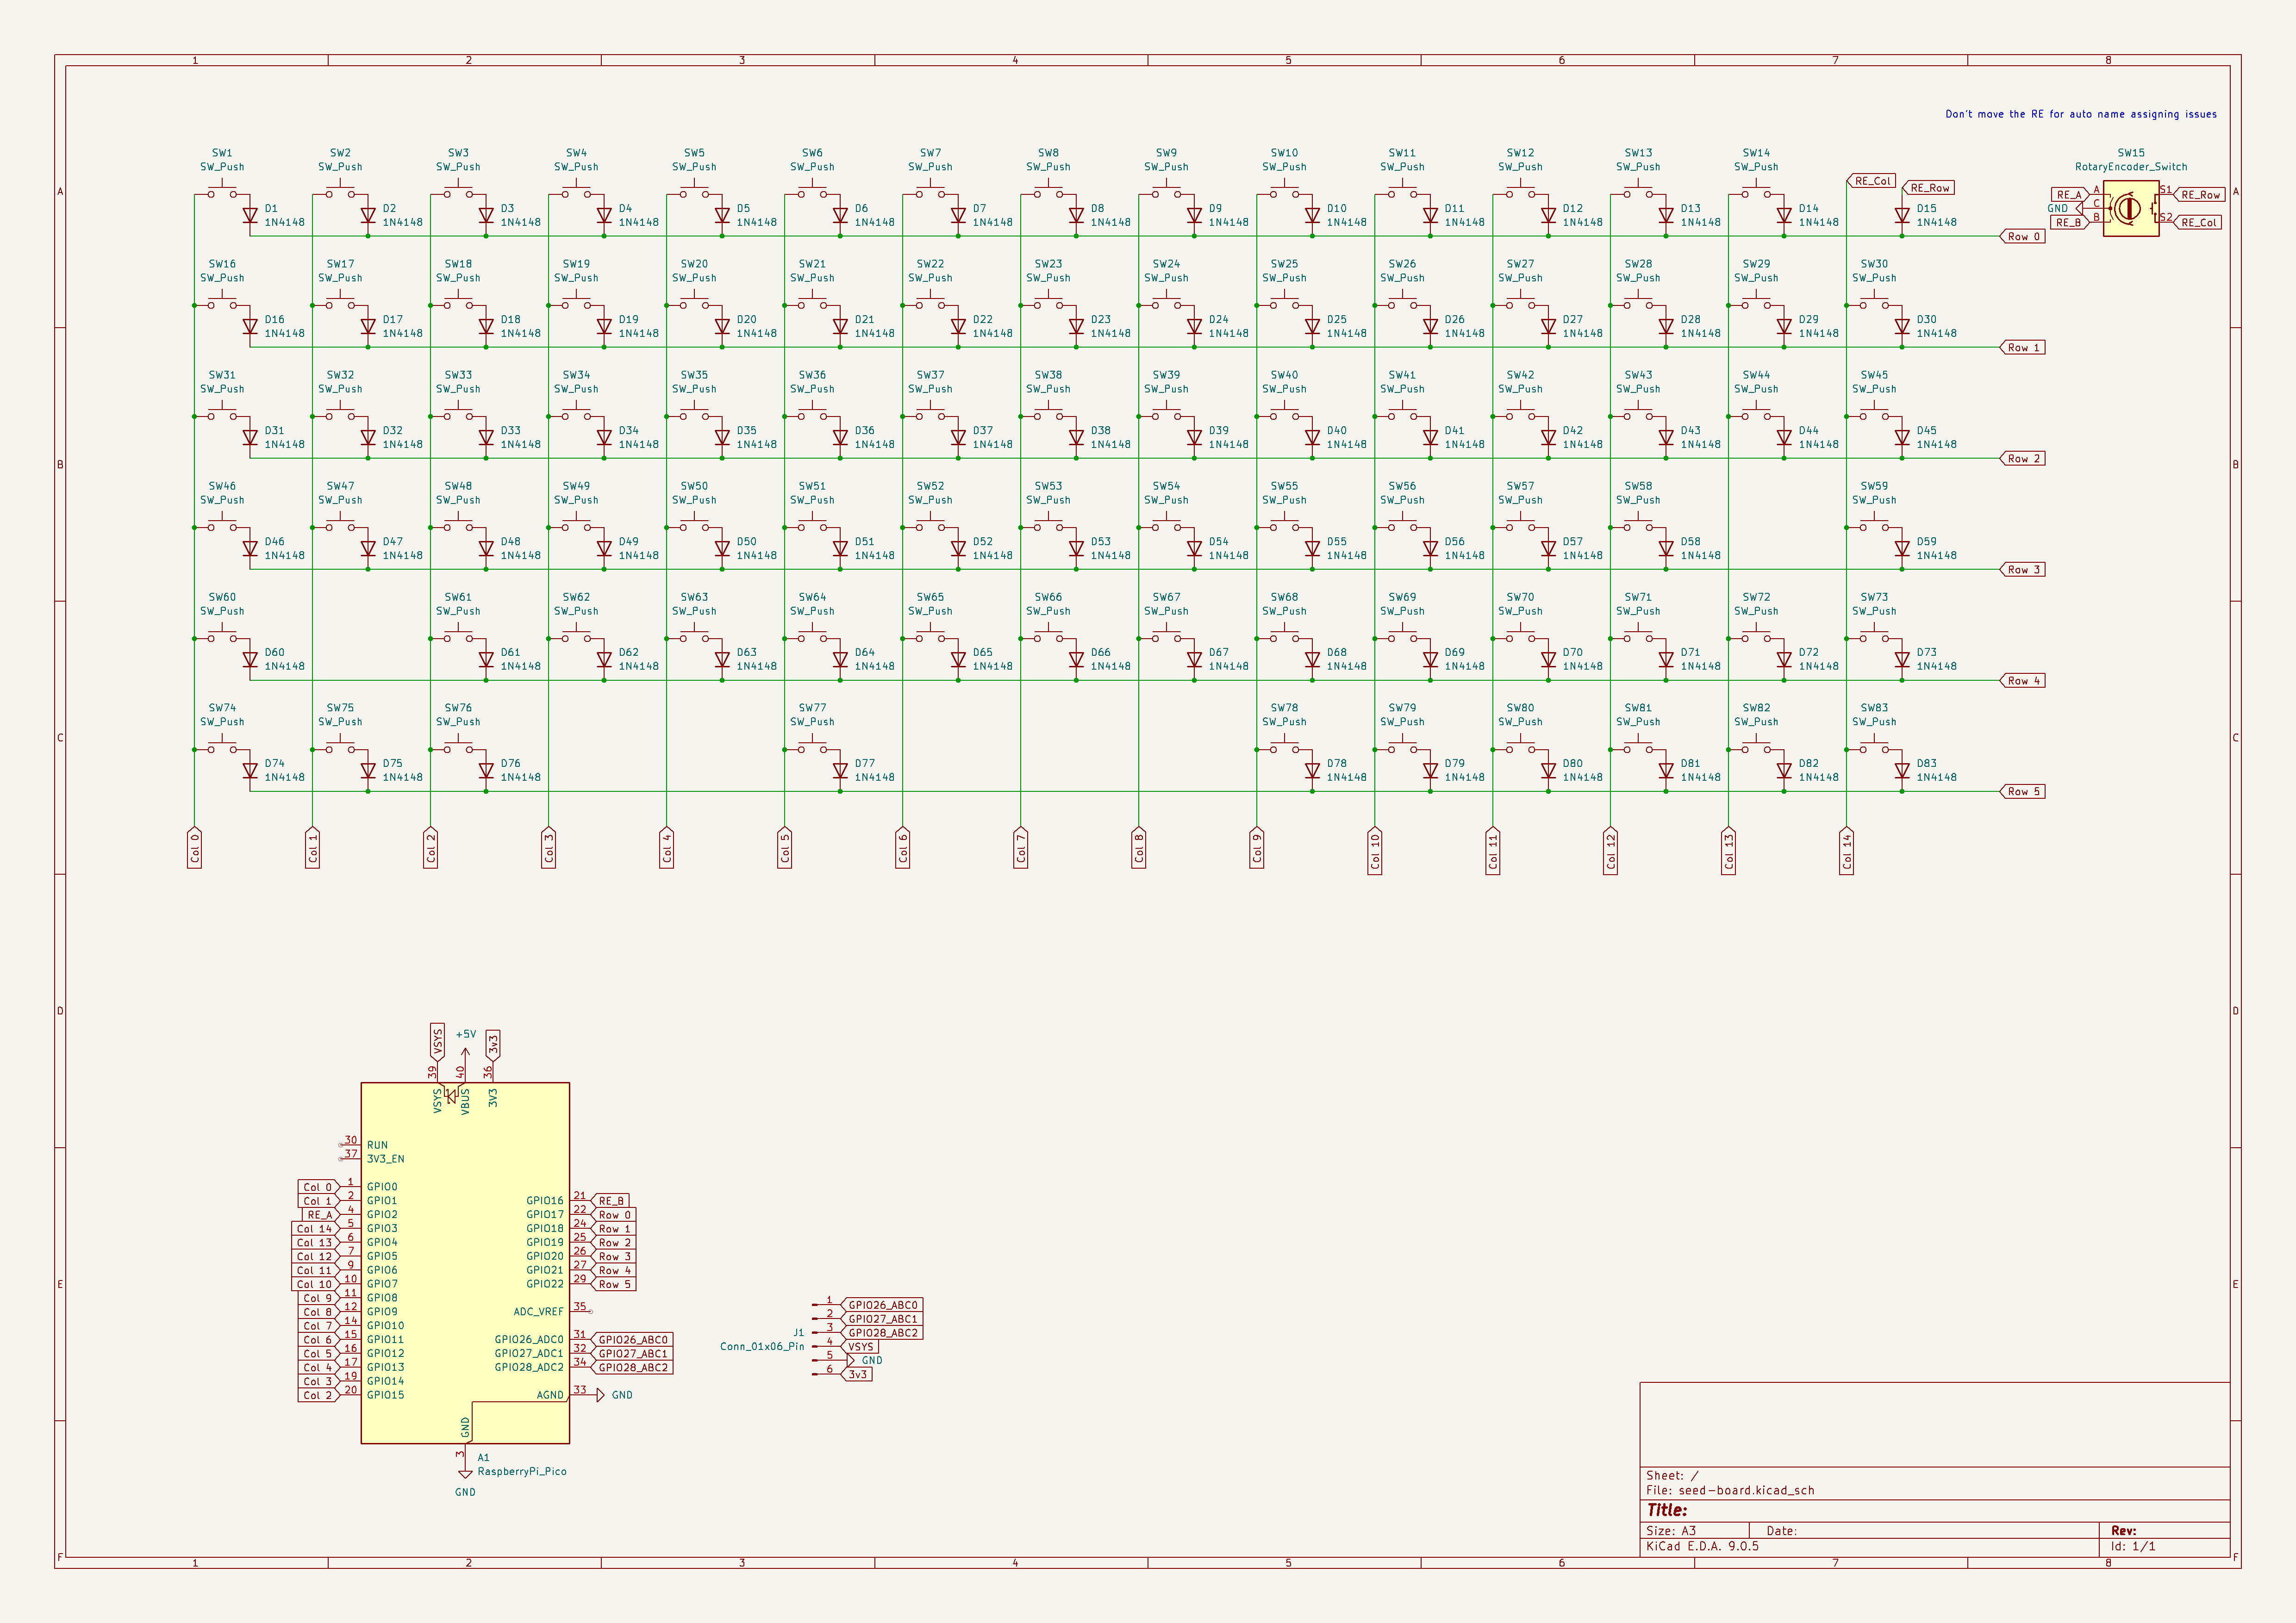 1 2 3 4 5 6 7 8
Don't move the RE for auto name assigning issues
SW1 SW2 SW3 SW4 SW5 SW6 SW7 SW8 SW9 SW10 SW11 SW12 SW13 SW14 SW15
SW_Push SW_Push SW_Push SW_Push SW_Push SW_Push SW_Push SW_Push SW_Push SW_Push SW_Push SW_Push SW_Push SW_Push RotaryEncoder_Switch
RE_Col
RE_Row
A A
RE_A A S1 RE_Row
GND C
RE_B B S2 RE_Col
D1 D2 D3 D4 D5 D6 D7 D8 D9 D10 D11 D12 D13 D14 D15
1N4148 1N4148 1N4148 1N4148 1N4148 1N4148 1N4148 1N4148 1N4148 1N4148 1N4148 1N4148 1N4148 1N4148 1N4148
Row 0
SW16 SW17 SW18 SW19 SW20 SW21 SW22 SW23 SW24 SW25 SW26 SW27 SW28 SW29 SW30
SW_Push SW_Push SW_Push SW_Push SW_Push SW_Push SW_Push SW_Push SW_Push SW_Push SW_Push SW_Push SW_Push SW_Push SW_Push
D16 D17 D18 D19 D20 D21 D22 D23 D24 D25 D26 D27 D28 D29 D30
1N4148 1N4148 1N4148 1N4148 1N4148 1N4148 1N4148 1N4148 1N4148 1N4148 1N4148 1N4148 1N4148 1N4148 1N4148
Row 1
SW31 SW32 SW33 SW34 SW35 SW36 SW37 SW38 SW39 SW40 SW41 SW42 SW43 SW44 SW45
SW_Push SW_Push SW_Push SW_Push SW_Push SW_Push SW_Push SW_Push SW_Push SW_Push SW_Push SW_Push SW_Push SW_Push SW_Push
D31 D32 D33 D34 D35 D36 D37 D38 D39 D40 D41 D42 D43 D44 D45
1N4148 1N4148 1N4148 1N4148 1N4148 1N4148 1N4148 1N4148 1N4148 1N4148 1N4148 1N4148 1N4148 1N4148 1N4148
Row 2
B B
SW46 SW47 SW48 SW49 SW50 SW51 SW52 SW53 SW54 SW55 SW56 SW57 SW58 SW59
SW_Push SW_Push SW_Push SW_Push SW_Push SW_Push SW_Push SW_Push SW_Push SW_Push SW_Push SW_Push SW_Push SW_Push
D46 D47 D48 D49 D50 D51 D52 D53 D54 D55 D56 D57 D58 D59
1N4148 1N4148 1N4148 1N4148 1N4148 1N4148 1N4148 1N4148 1N4148 1N4148 1N4148 1N4148 1N4148 1N4148
Row 3
SW60 SW61 SW62 SW63 SW64 SW65 SW66 SW67 SW68 SW69 SW70 SW71 SW72 SW73
SW_Push SW_Push SW_Push SW_Push SW_Push SW_Push SW_Push SW_Push SW_Push SW_Push SW_Push SW_Push SW_Push SW_Push
D60 D61 D62 D63 D64 D65 D66 D67 D68 D69 D70 D71 D72 D73
1N4148 1N4148 1N4148 1N4148 1N4148 1N4148 1N4148 1N4148 1N4148 1N4148 1N4148 1N4148 1N4148 1N4148
Row 4
SW74 SW75 SW76 SW77 SW78 SW79 SW80 SW81 SW82 SW83
SW_Push SW_Push SW_Push SW_Push SW_Push SW_Push SW_Push SW_Push SW_Push SW_Push
C C
D74 D75 D76 D77 D78 D79 D80 D81 D82 D83
1N4148 1N4148 1N4148 1N4148 1N4148 1N4148 1N4148 1N4148 1N4148 1N4148
Row 5
Col 0 Col 1 Col 2 Col 3 Col 4 Col 5 Col 6 Col 7 Col 8 Col 9 Col 10 Col 11 Col 12 Col 13 Col 14
D D
VSYS +5V 3v3
39 40 36
VSYS VBUS 3V3
30 RUN
37 3V3_EN
Col 0 1 GPIO0
Col 1 2 GPIO1 GPIO16 21 RE_B
RE_A 4 GPIO2 GPIO17 22 Row 0
Col 14 5 GPIO3 GPIO18 24 Row 1
Col 13 6 GPIO4 GPIO19 25 Row 2
Col 12 7 GPIO5 GPIO20 26 Row 3
Col 11 9 GPIO6 GPIO21 27 Row 4
Col 10 10 GPIO7 GPIO22 29 Row 5
E E
Col 9 11 GPIO8
Col 8 12 GPIO9 ADC_VREF 35
Col 7 14 GPIO10
Col 6 15 GPIO11 GPIO26_ADC0 31 GPIO26_ABC0
Col 5 16 GPIO12 GPIO27_ADC1 32 GPIO27_ABC1
Col 4 17 GPIO13 GPIO28_ADC2 34 GPIO28_ABC2
Col 3 19 GPIO14
Col 2 20 GPIO15 AGND 33 GND
GND
3
A1
RaspberryPi_Pico
GND
1 GPIO26_ABC0
2 GPIO27_ABC1
J1 3 GPIO28_ABC2
Conn_01x06_Pin 4 VSYS
5 GND
6 3v3
Sheet: /
File: seed-board.kicad_sch
Title:
Size: A3 Date: Rev:
KiCad E.D.A. 9.0.5 Id: 1/1
F F
1 2 3 4 5 6 7 8